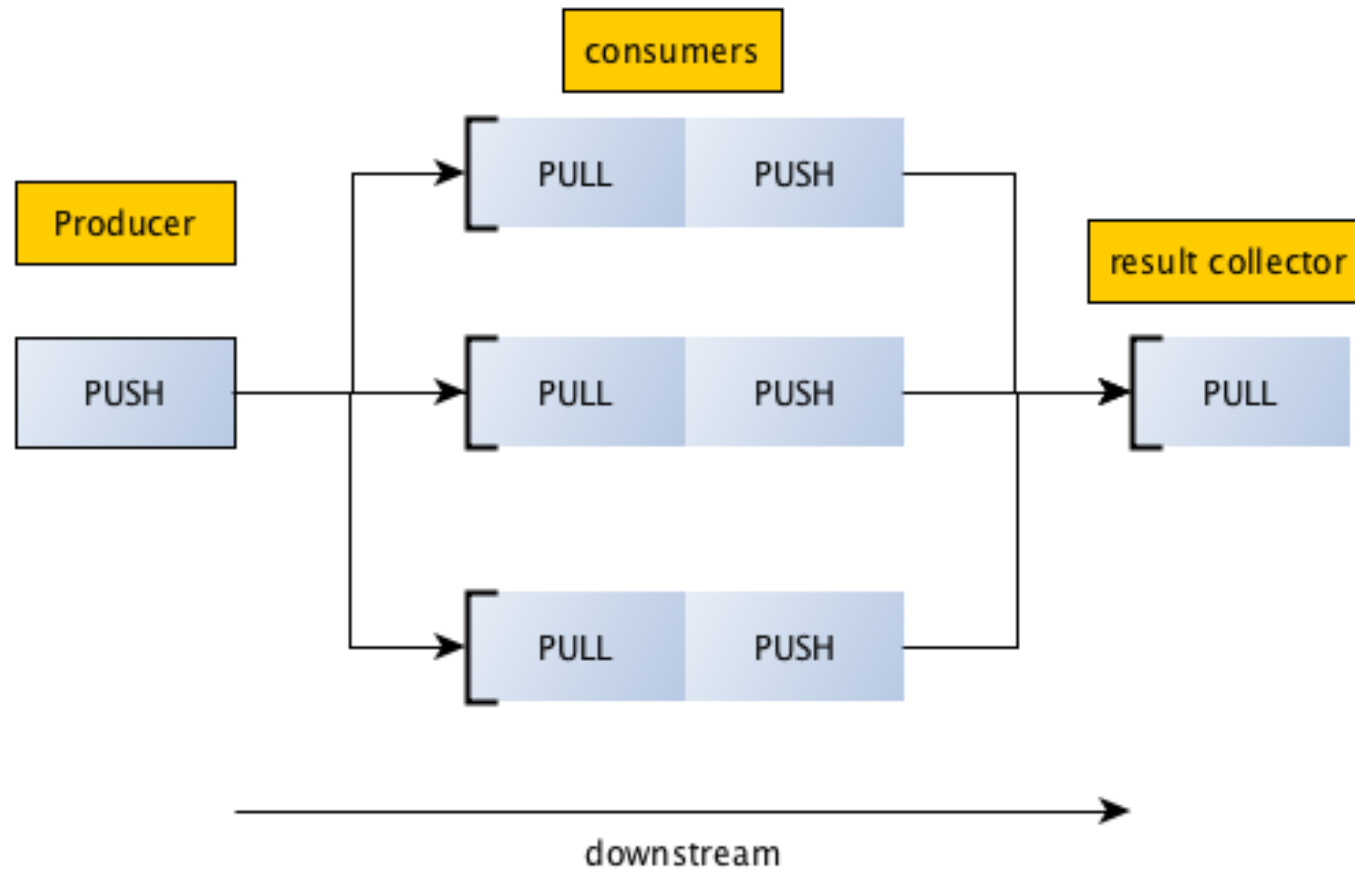 consumers
Producer
result collector
PULL
PUSH
PUSH
PULL
PUSH
PULL
PULL
PUSH
downstream